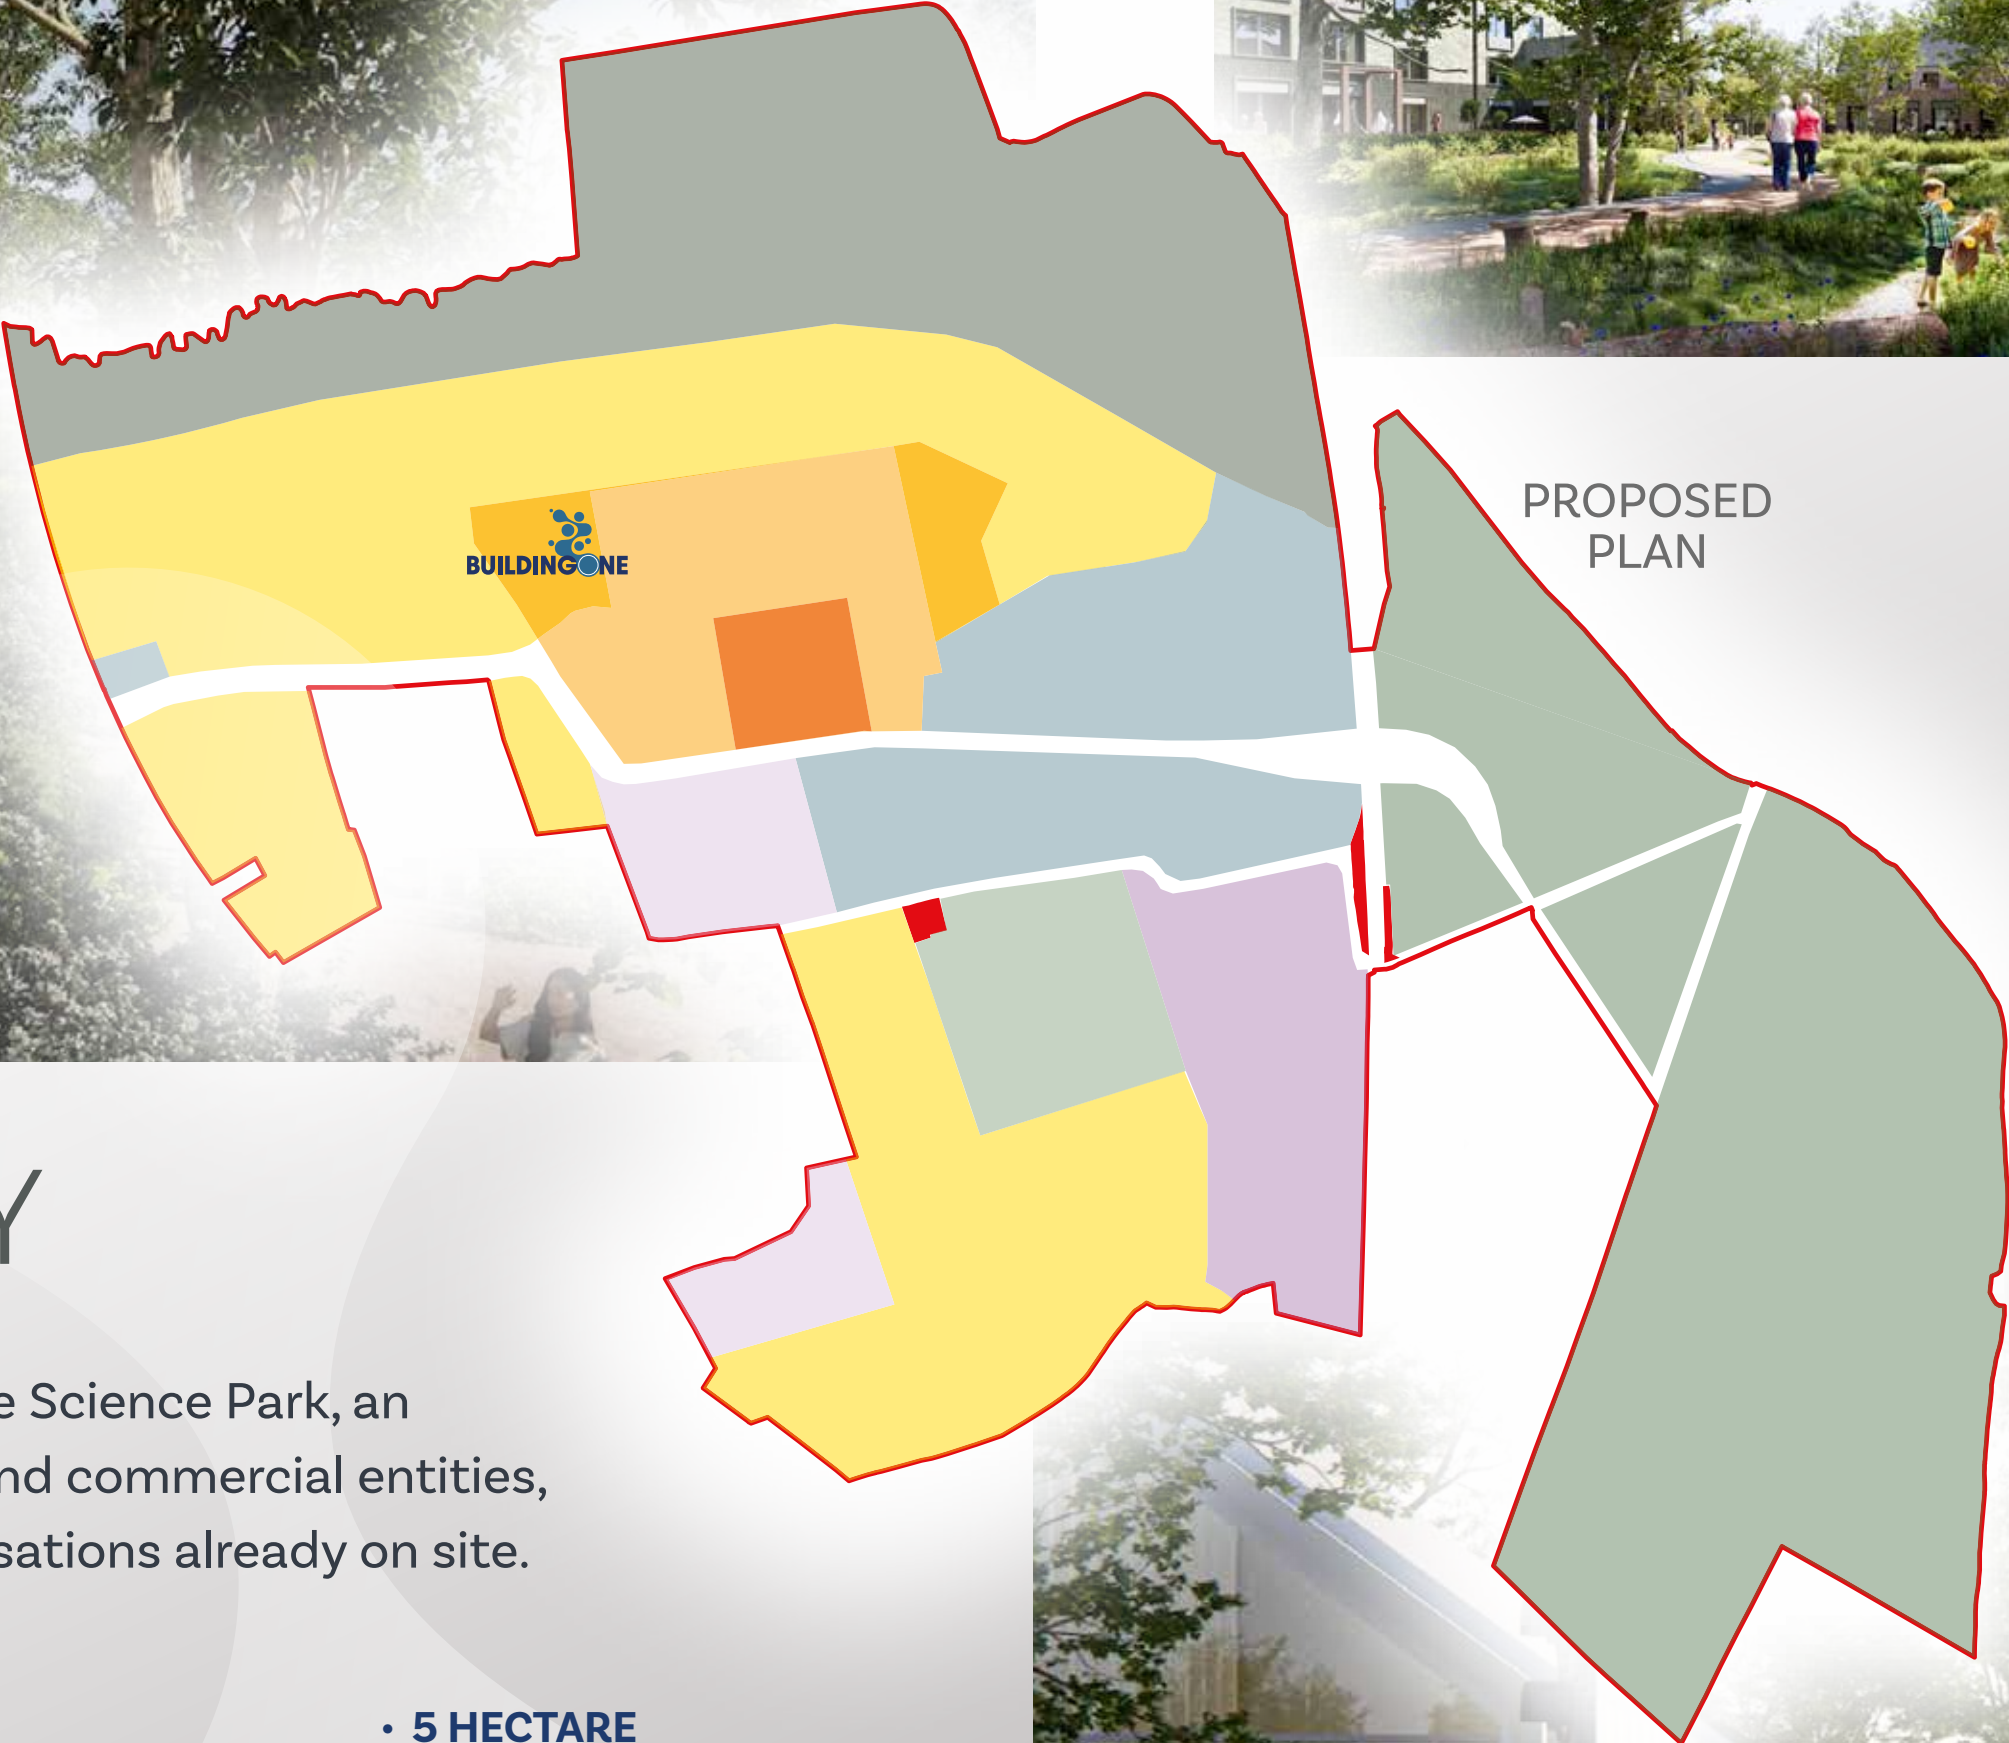 PROPOSED
PLAN
BUILDINGONE
Y
e Science Park, an
nd commercial entities,
sations already on site.
• 5 HECTARE